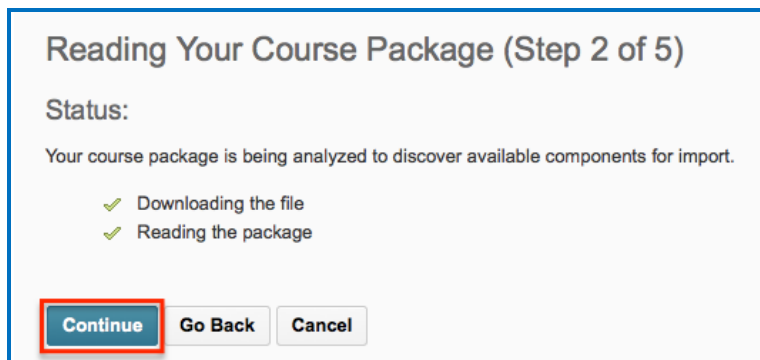 Reading Your Course Package (Step 2 of 5)
Status:
Your course package is being analyzed to discover available components for import.
Downloading the file
Reading the package
Continue Go Back Cancel